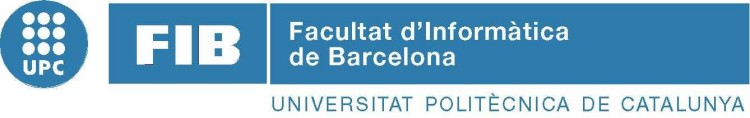 UPC
FIB
Facultat d'Informàtica
de Barcelona
UNIVERSITAT POLITÈCNICA DE CATALUNYA